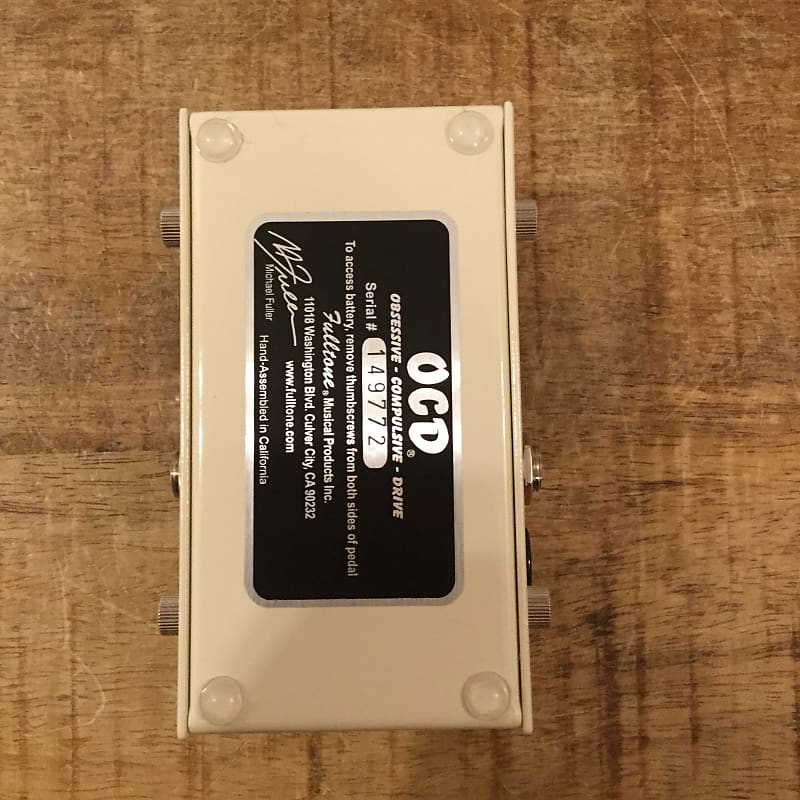 OCD®
OBSESSIVE - COMPULSIVE - DRIVE
Serial # 149772
To access battery, remove thumbscrews from both sides of pedal
Fulltone® Musical Products Inc.
11018 Washington Blvd. Culver City, CA 90232
www.fulltone.com
M Fuller
Michael Fuller
Hand-Assembled in California